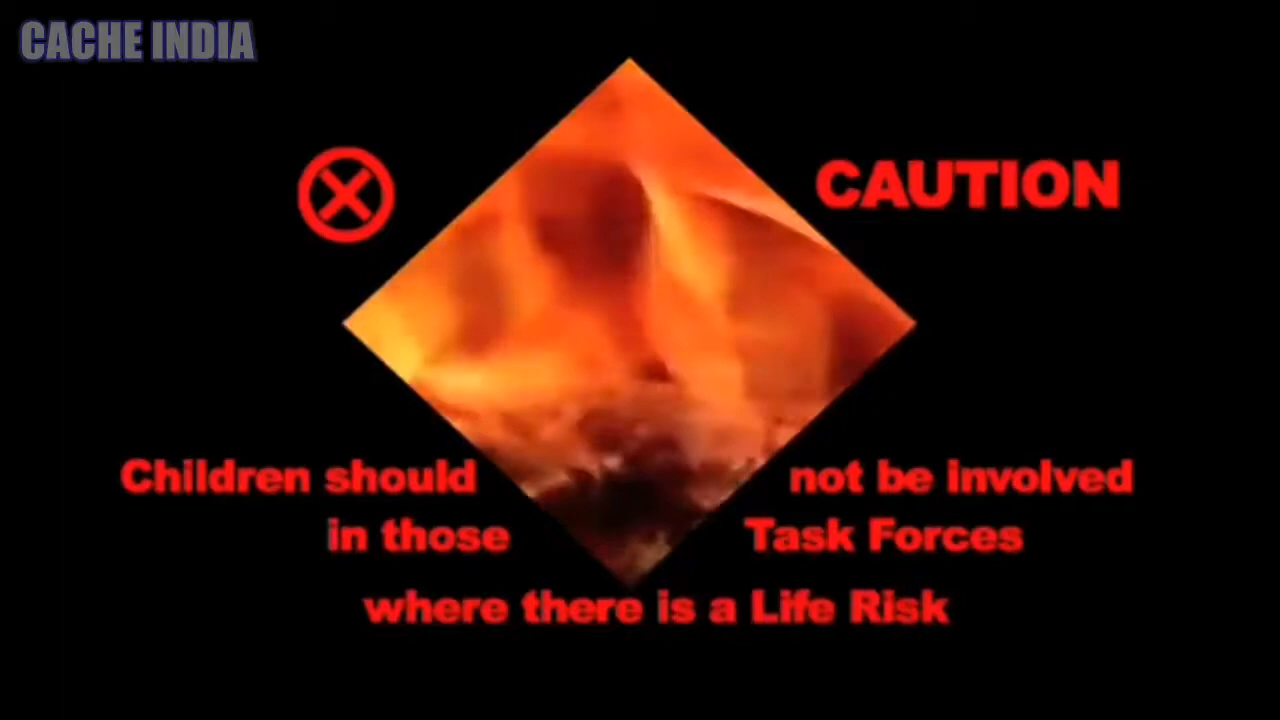 CACHE INDIA
CAUTION
Children should not be involved
in those Task Forces
where there is a Life Risk